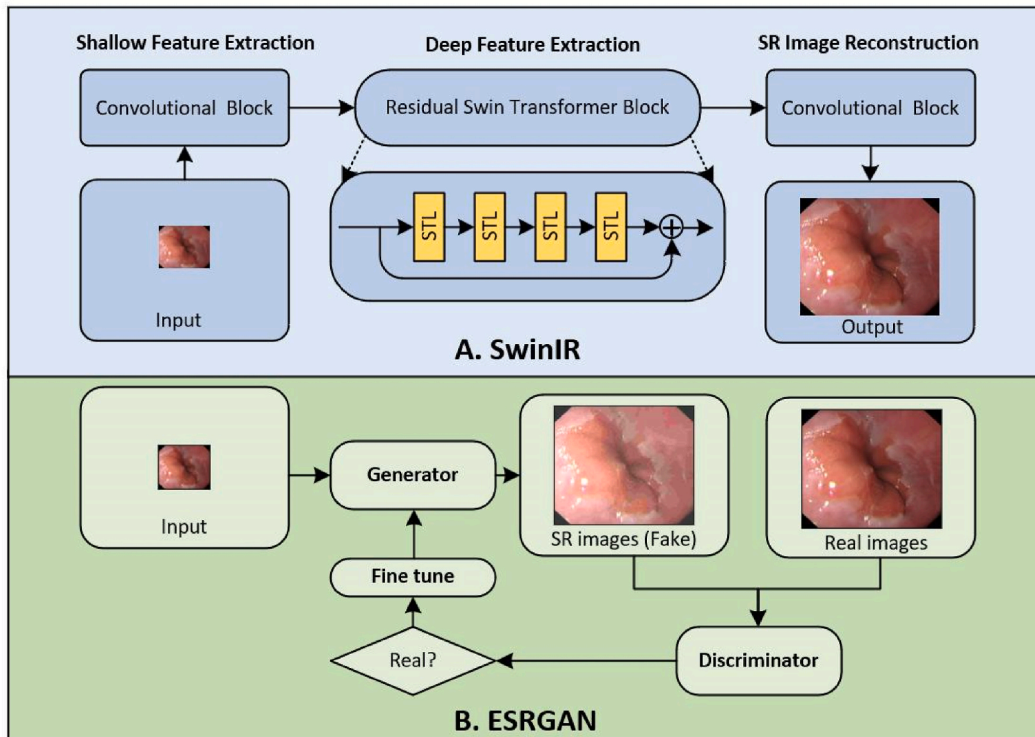 Shallow Feature Extraction
Deep Feature Extraction
SR Image Reconstruction
Convolutional Block
Residual Swin Transformer Block
Convolutional Block
STL
STL
STL
STL
Input
Output
A. SwinIR
Input
Generator
SR images (Fake)
Real images
Fine tune
Real?
Discriminator
B. ESRGAN